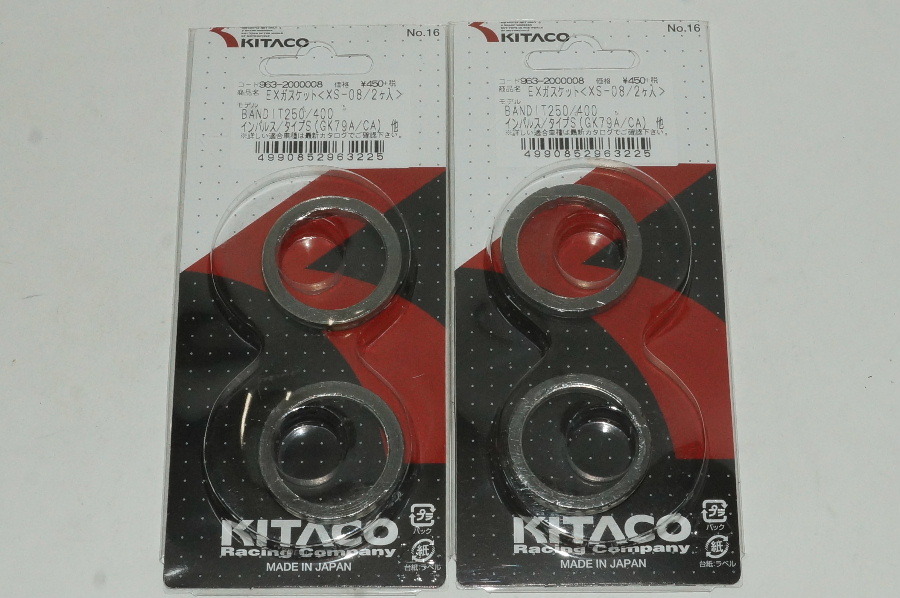 KITACO
No.16
コード 963-2000008 価格 ¥450+税
商品名 EXガスケット<XS-08/2ヶ入>
モデル
BANDIT250/400
インパルス/タイプS(GK79A/CA) 他
※詳しい適合車種は最新カタログでご確認下さい。
4990852963225
KITACO
Racing Company
MADE IN JAPAN
プラ
パック
紙
台紙:ラベル
KITACO
No.16
コード 963-2000008 価格 ¥450+税
商品名 EXガスケット<XS-08/2ヶ入>
モデル
BANDIT250/400
インパルス/タイプS(GK79A/CA) 他
※詳しい適合車種は最新カタログでご確認下さい。
4990852963225
KITACO
Racing Company
MADE IN JAPAN
プラ
パック
紙
台紙:ラベル